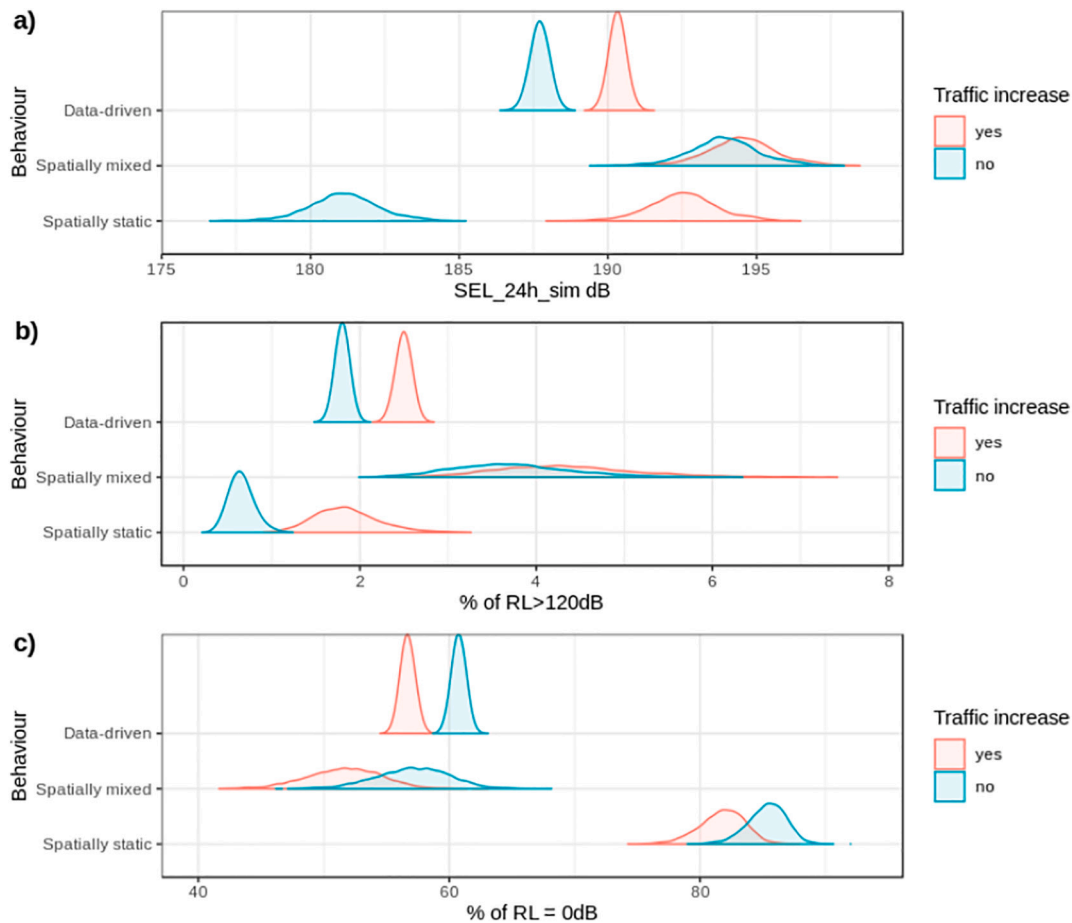 a)
Behaviour
Data-driven
Spatially mixed
Spatially static
175 180 185 190 195
SEL_24h_sim dB
Traffic increase
yes
no
b)
Behaviour
Data-driven
Spatially mixed
Spatially static
0 2 4 6 8
% of RL>120dB
Traffic increase
yes
no
c)
Behaviour
Data-driven
Spatially mixed
Spatially static
40 60 80
% of RL = 0dB
Traffic increase
yes
no